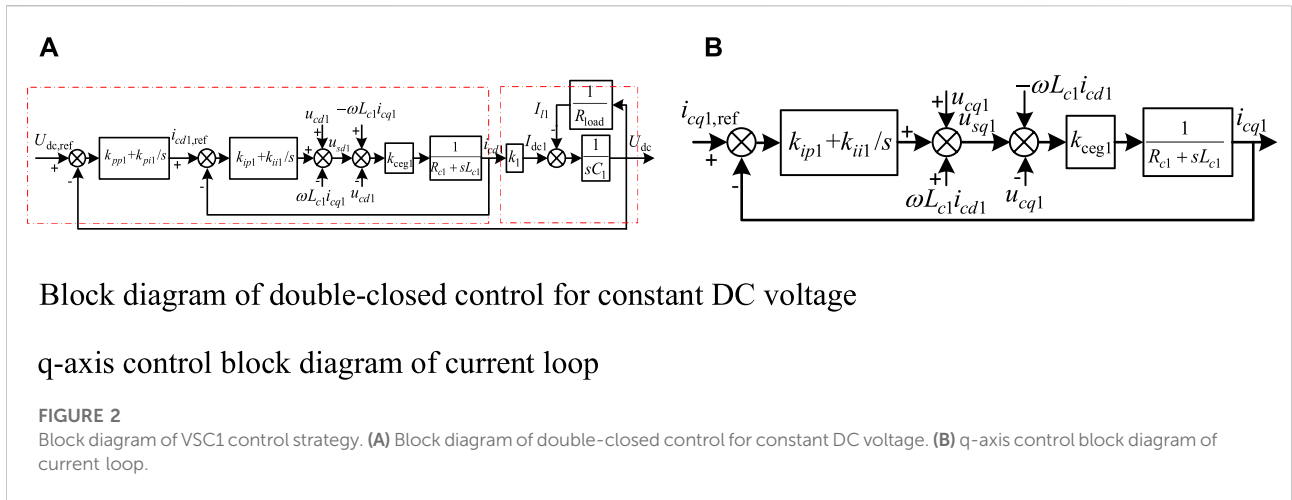 A
B
U_dc,ref
+
-
k_pp1+k_pi1/s
i_cd1,ref
+
-
k_ip1+k_ii1/s
u_cd1
+
+
-
ωL_c1i_cq1
u_sd1
-ωL_c1i_cq1
+
-
u_cd1
k_ceg1
1
R_c1 + sL_c1
i_cq
k_1
I_dc1
I_l1
-
1
R_load
1
sC_1
U_dc
i_cq1,ref
+
-
k_ip1+k_ii1/s
+
+
u_cq1
u_sq1
+
ωL_c1i_cd1
-ωL_c1i_cd1
-
u_cq1
k_ceg1
1
R_c1 + sL_c1
i_cq1
Block diagram of double-closed control for constant DC voltage
q-axis control block diagram of current loop
FIGURE 2
Block diagram of VSC1 control strategy. (A) Block diagram of double-closed control for constant DC voltage. (B) q-axis control block diagram of
current loop.